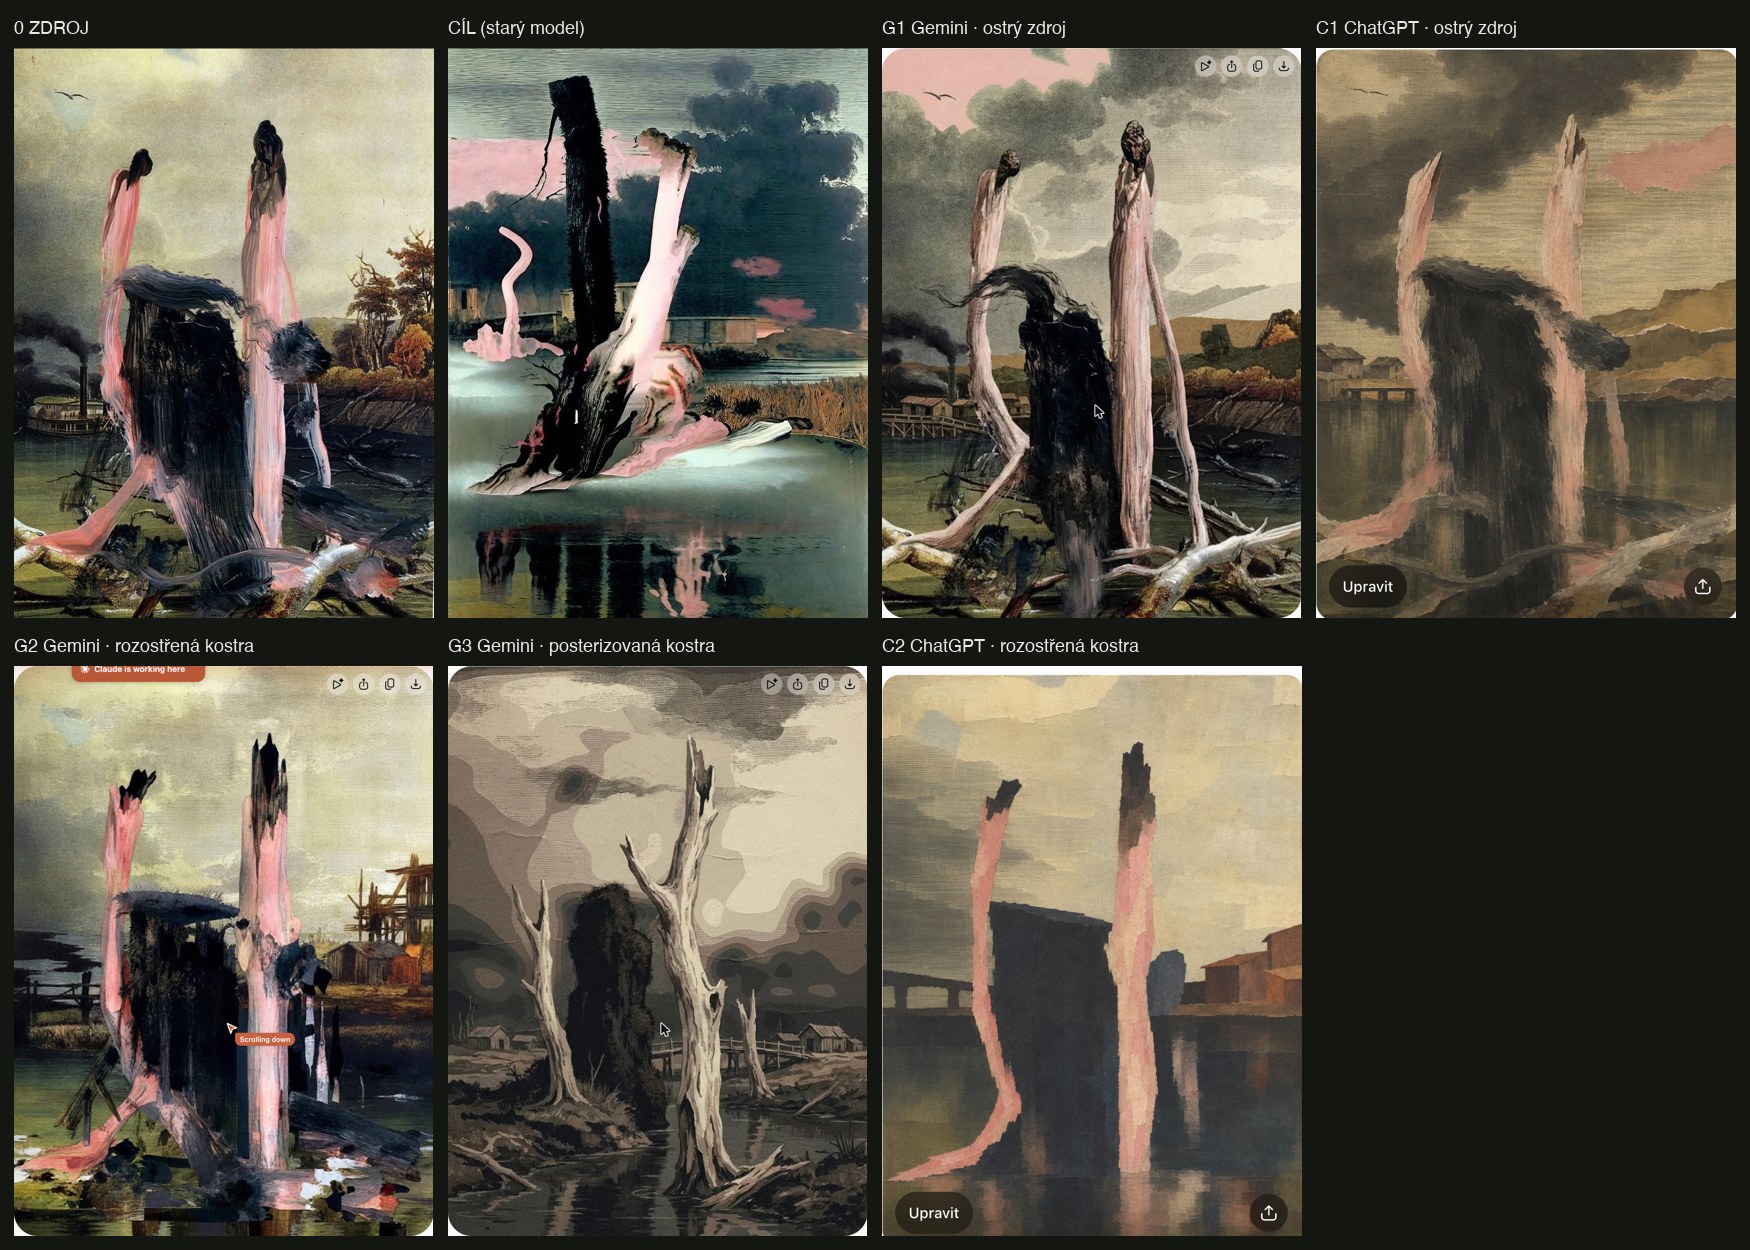 0 ZDROJ
CÍL (starý model)
G1 Gemini · ostrý zdroj
C1 ChatGPT · ostrý zdroj
Upravit
G2 Gemini · rozostřená kostra
G3 Gemini · posterizovaná kostra
C2 ChatGPT · rozostřená kostra
Claude is working here
Scrolling down
Upravit